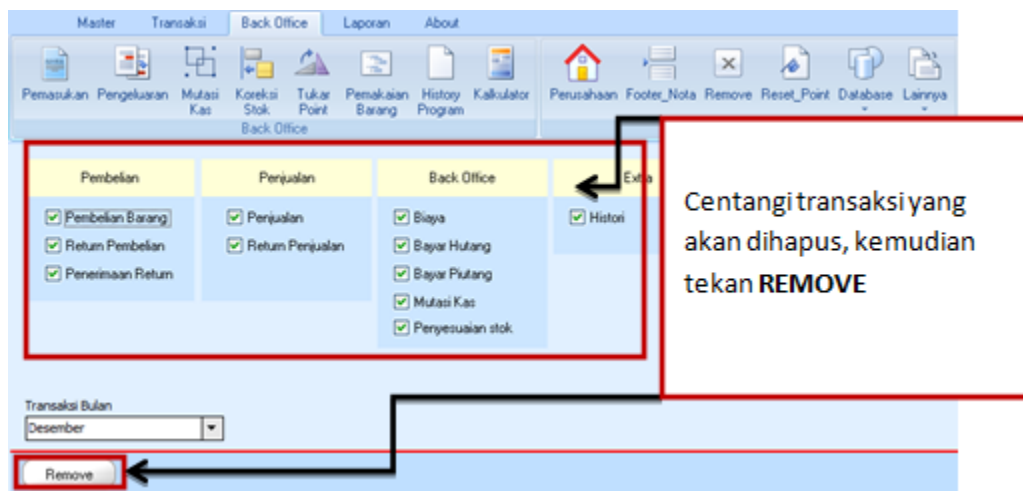 Master Transaksi Back Office Laporan About
Pemasukan Pengeluaran Mutasi Kas Koreksi Stok Tukar Point Pemakaian Barang History Program Kalkulator Perusahaan Footer_Nota Remove Reset_Point Database Lainnya
Back Office
Pembelian Penjualan Back Office Extra
Pembelian Barang Penjualan Biaya Histori
Return Pembelian Return Penjualan Bayar Hutang
Penerimaan Return Bayar Piutang
Mutasi Kas
Penyesuaian stok
Centangi transaksi yang
akan dihapus, kemudian
tekan REMOVE
Transaksi Bulan
Desember
Remove